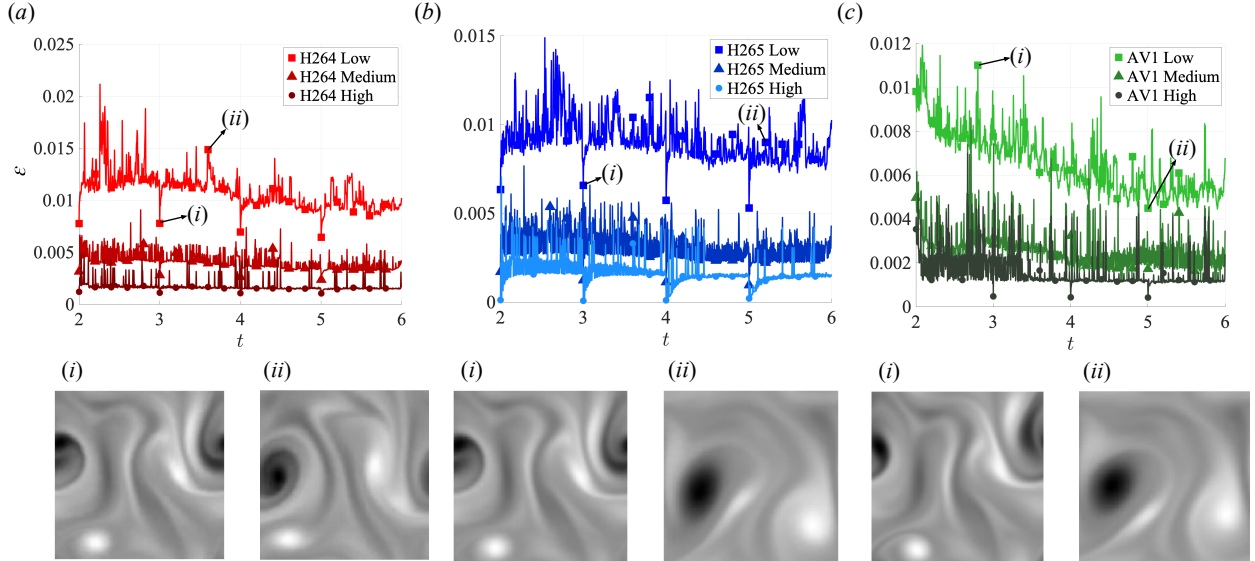 (a)
0.025
0.02
0.015
0.01
0.005
0
ε
H264 Low
H264 Medium
H264 High
(ii)
(i)
2 3 4 5 6
t
(b)
0.015
0.01
0.005
0
H265 Low
H265 Medium
H265 High
(ii)
(i)
2 3 4 5 6
t
(c)
0.012
0.01
0.008
0.006
0.004
0.002
0
AV1 Low
AV1 Medium
AV1 High
(i)
(ii)
2 3 4 5 6
t
(i) (ii) (i) (ii) (i) (ii)